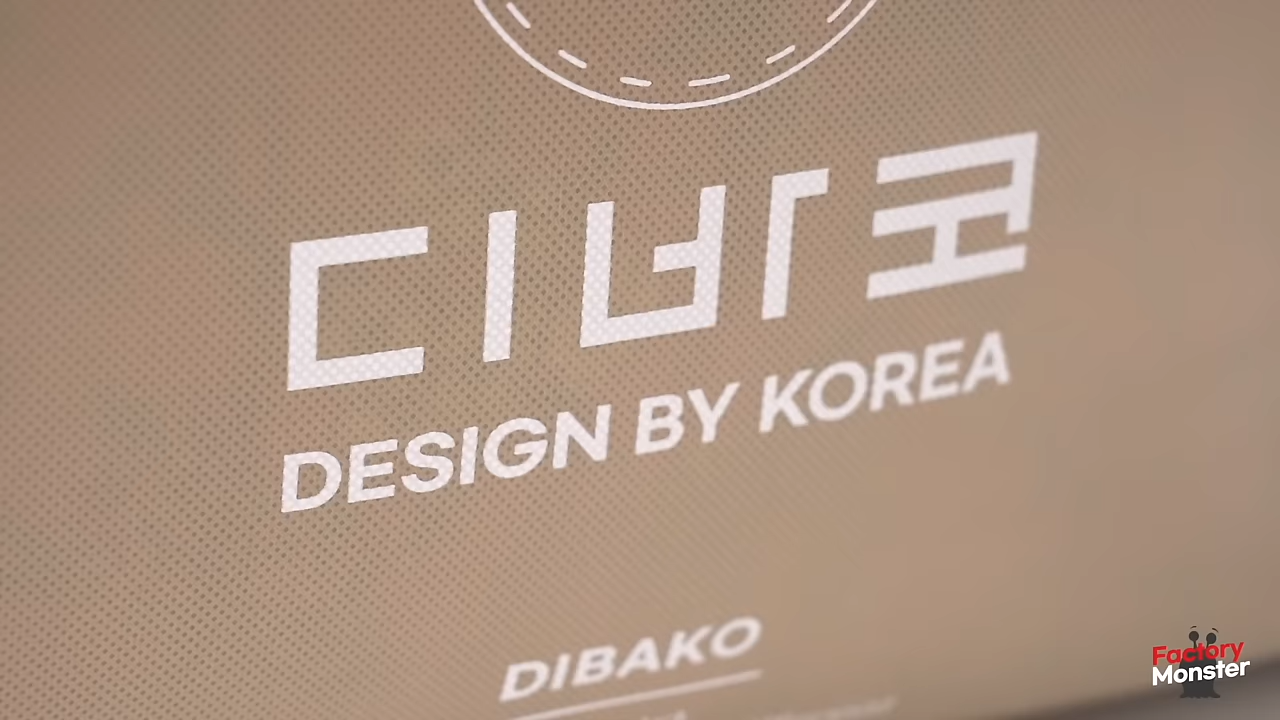 디바코
DESIGN BY KOREA
DIBAKO
Factory
Monster